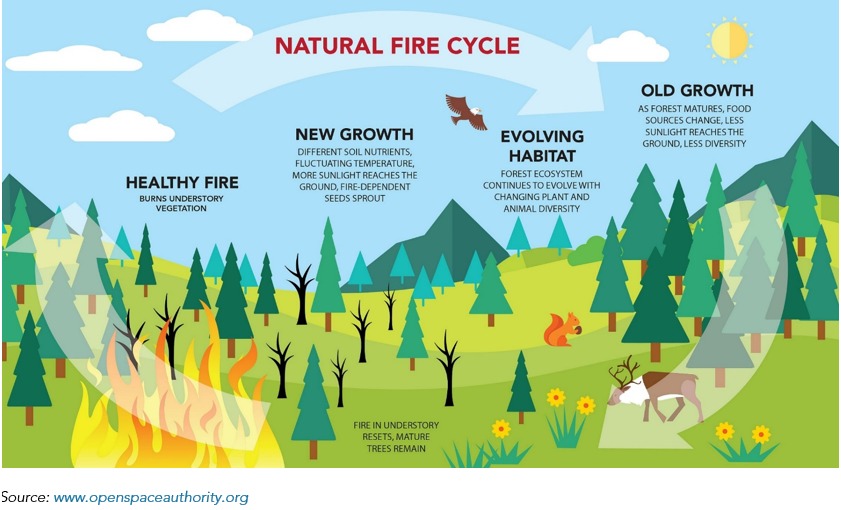 NATURAL FIRE CYCLE
HEALTHY FIRE
BURNS UNDERSTORY
VEGETATION
NEW GROWTH
DIFFERENT SOIL NUTRIENTS,
FLUCTUATING TEMPERATURE,
MORE SUNLIGHT REACHES THE
GROUND, FIRE-DEPENDENT
SEEDS SPROUT
EVOLVING
HABITAT
FOREST ECOSYSTEM
CONTINUES TO EVOLVE WITH
CHANGING PLANT AND
ANIMAL DIVERSITY
OLD GROWTH
AS FOREST MATURES, FOOD
SOURCES CHANGE, LESS
SUNLIGHT REACHES THE
GROUND, LESS DIVERSITY
FIRE IN UNDERSTORY
RESETS, MATURE
TREES REMAIN
Source: www.openspaceauthority.org